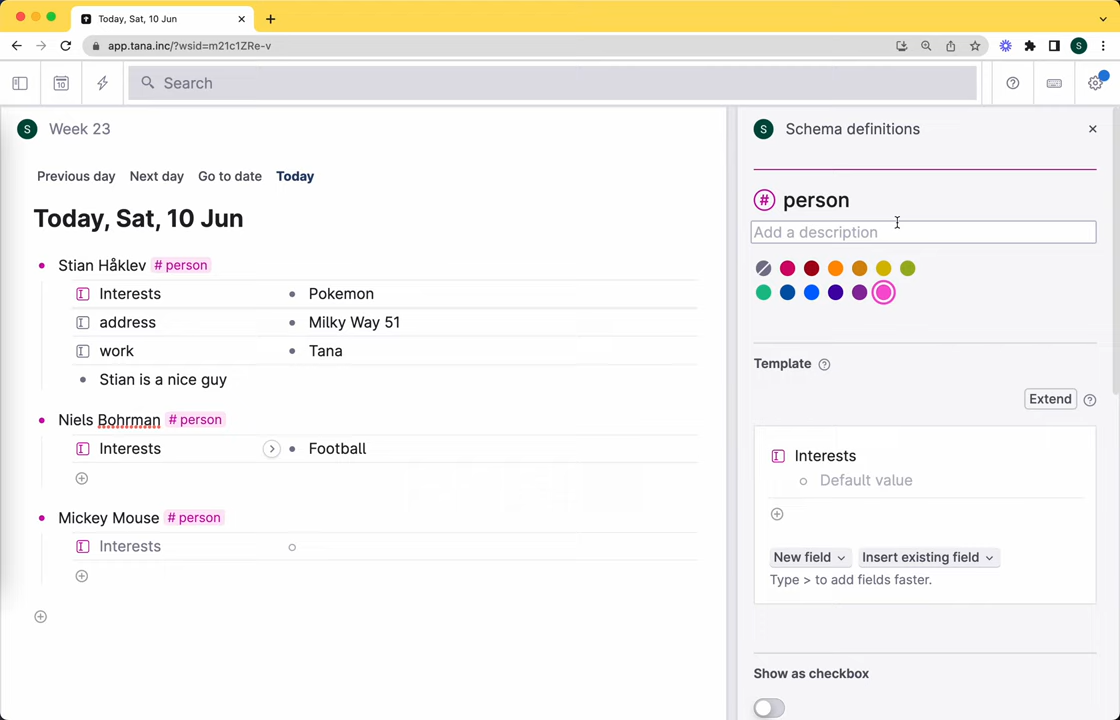 Today, Sat, 10 Jun
app.tana.inc/?wsid=m21c1ZRe-v
S
10
Search
S Week 23
Previous day Next day Go to date Today
Today, Sat, 10 Jun
Stian Håklev # person
Interests Pokemon
address Milky Way 51
work Tana
Stian is a nice guy
Niels Bohrman # person
Interests Football
Mickey Mouse # person
Interests
S Schema definitions
# person
Add a description
Template
Extend
Interests
Default value
New field Insert existing field
Type > to add fields faster.
Show as checkbox